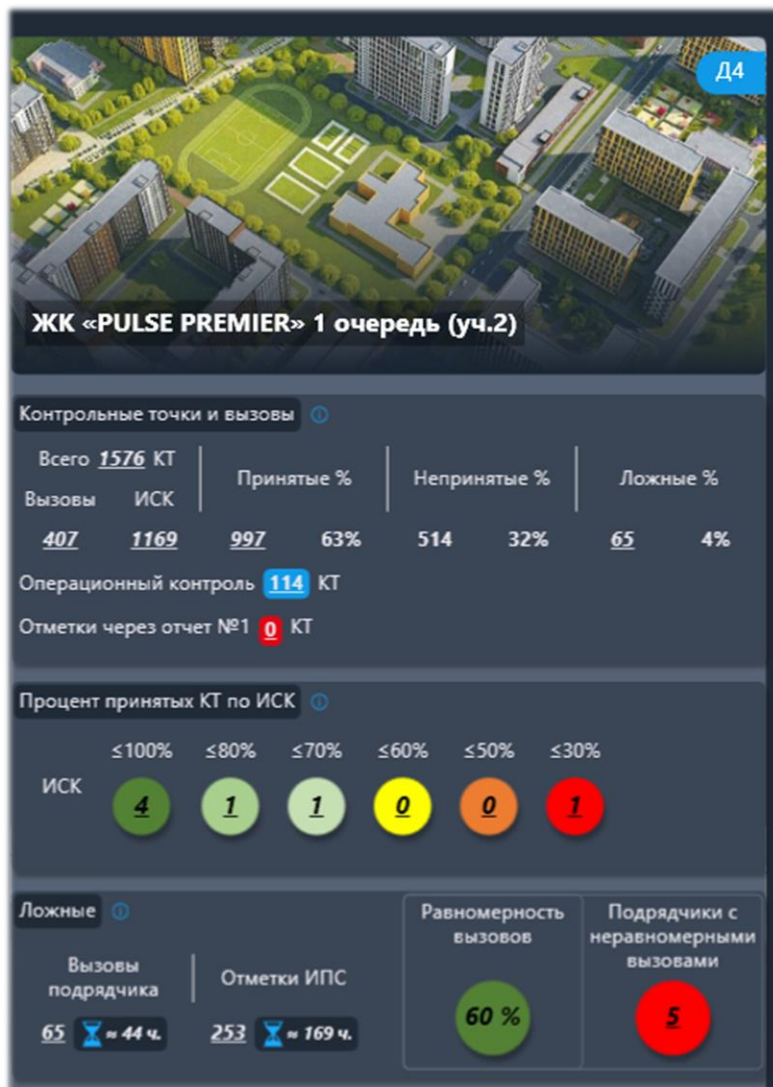 Д4
ЖК «PULSE PREMIER» 1 очередь (уч.2)
Контрольные точки и вызовы
Всего 1576 КТ
Вызовы ИСК
Принятые %
Непринятые %
Ложные %
407 1169 997 63% 514 32% 65 4%
Операционный контроль 114 КТ
Отметки через отчет №1 0 КТ
Процент принятых КТ по ИСК
≤100% ≤80% ≤70% ≤60% ≤50% ≤30%
ИСК 4 1 1 0 0 1
Ложные
Вызовы
подрядчика
Отметки ИПС
65 ≈ 44 ч. 253 ≈ 169 ч.
Равномерность
вызовов
60 %
Подрядчики с
неравномерными
вызовами
5